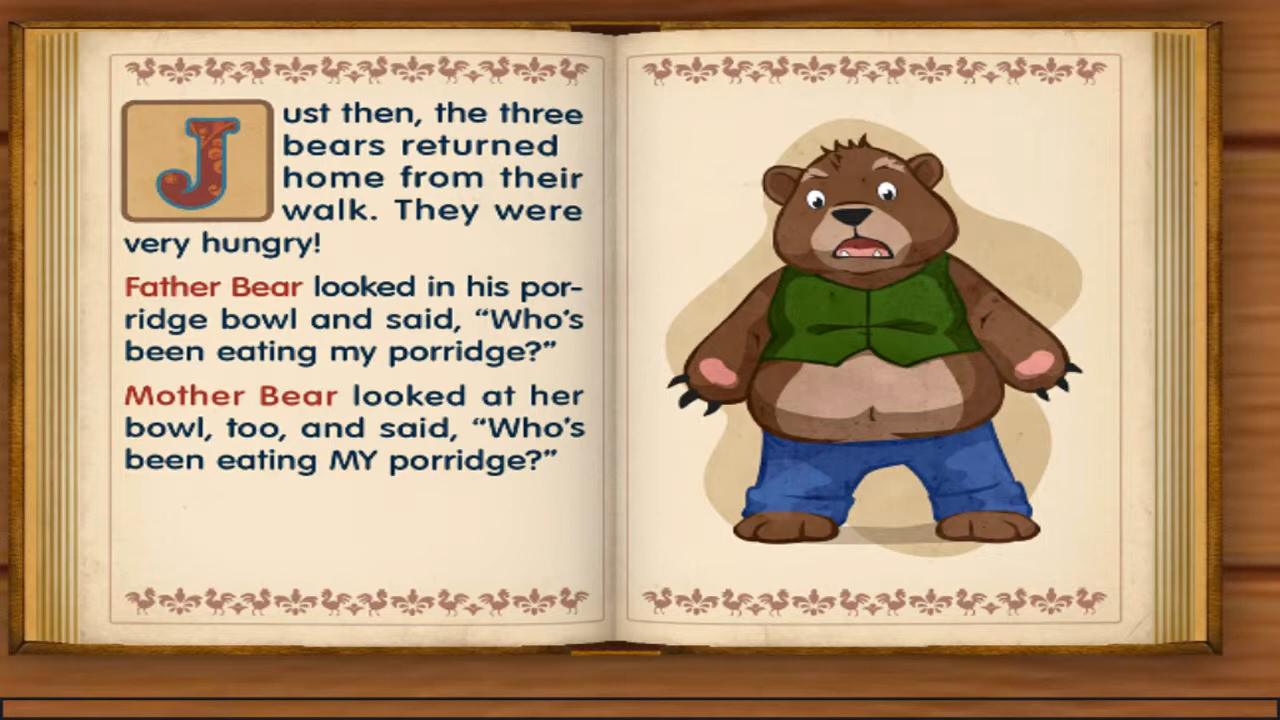 Just then, the three
bears returned
home from their
walk. They were
very hungry!
Father Bear looked in his por-
ridge bowl and said, “Who’s
been eating my porridge?”
Mother Bear looked at her
bowl, too, and said, “Who’s
been eating MY porridge?”